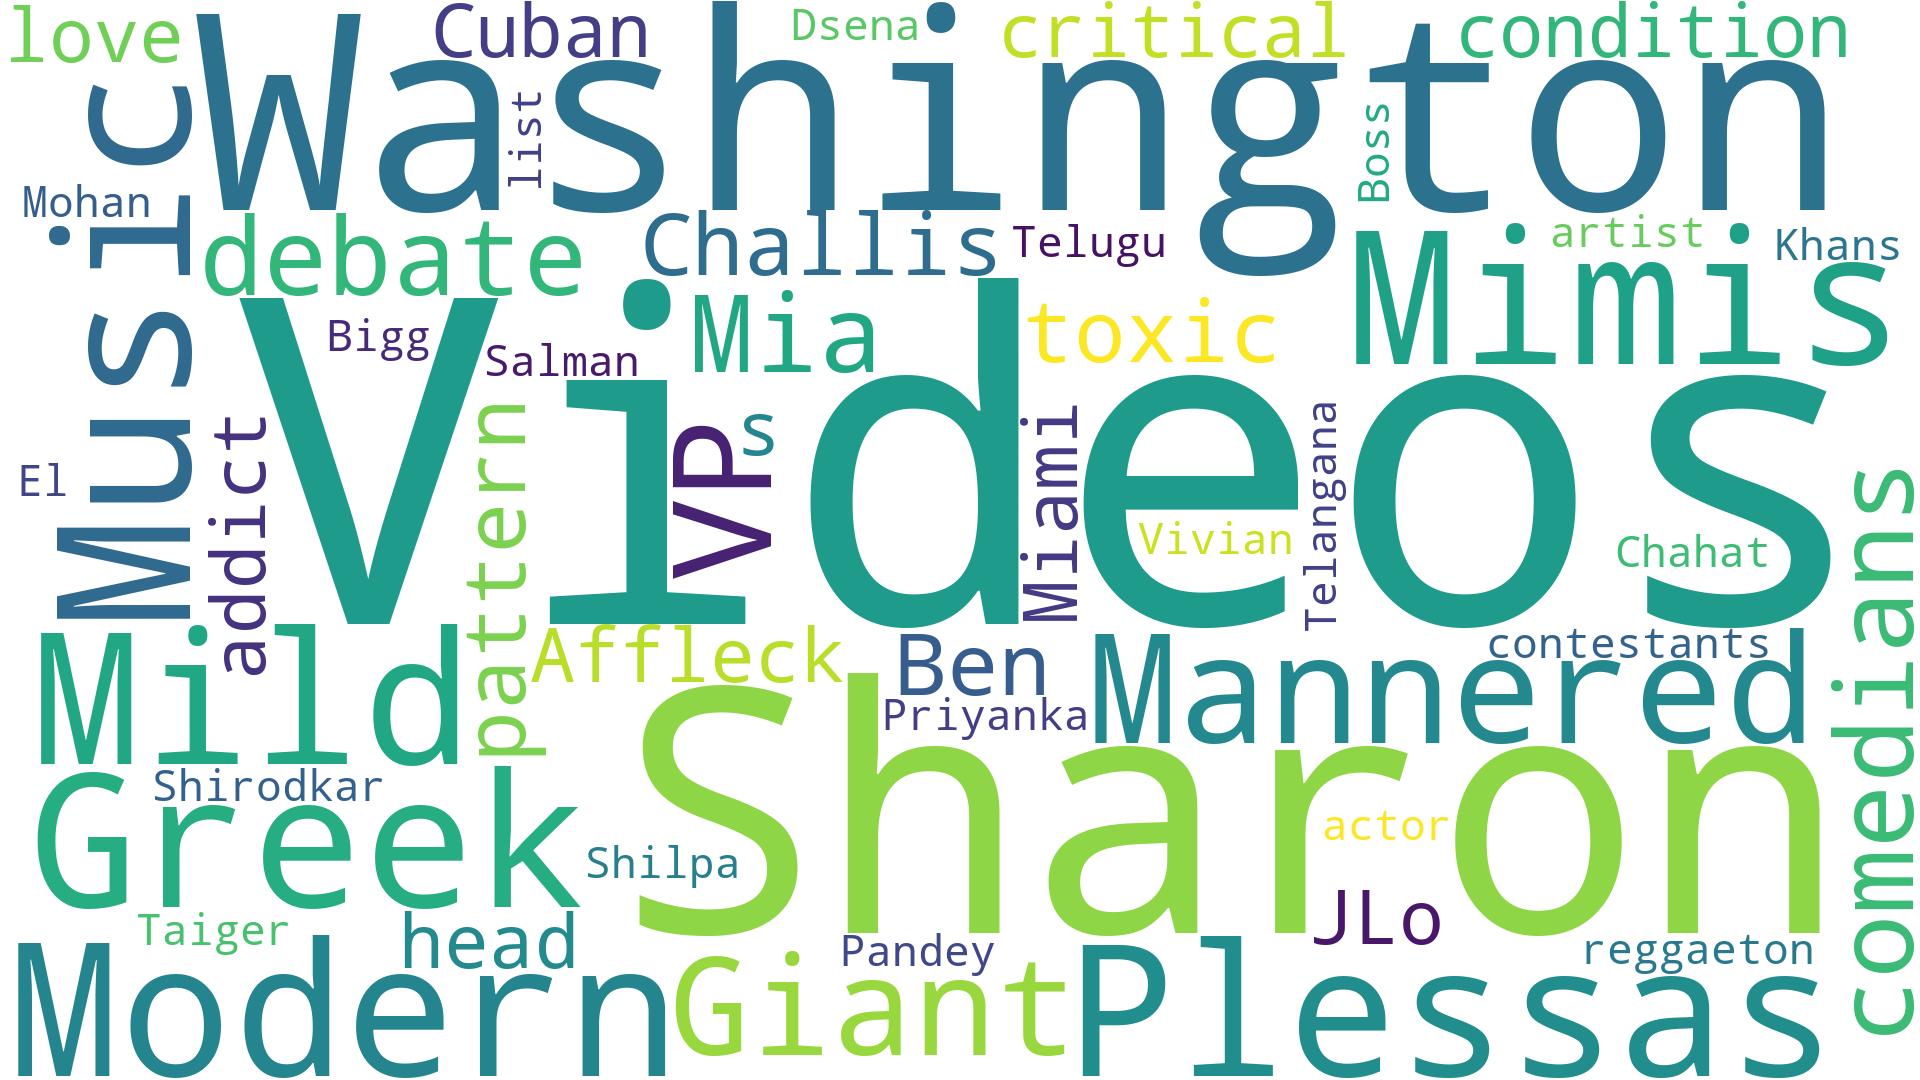 love
Cuban
Dsena
critical
condition
Washington
Music
list
Boss
Mohan
debate
Challis
Telugu
Mimis
artist
Khans
Videos
Bigg
Salman
Mia
toxic
pattern
addict
VP
s
Miami
Telangana
El
Vivian
Chahat
comedians
Mild
Affleck
Ben
Mannered
contestants
Priyanka
Sharon
Greek
Shirodkar
Shilpa
actor
JLo
Taiger
head
Modern
Giant
Pandey
Plessas
reggaeton